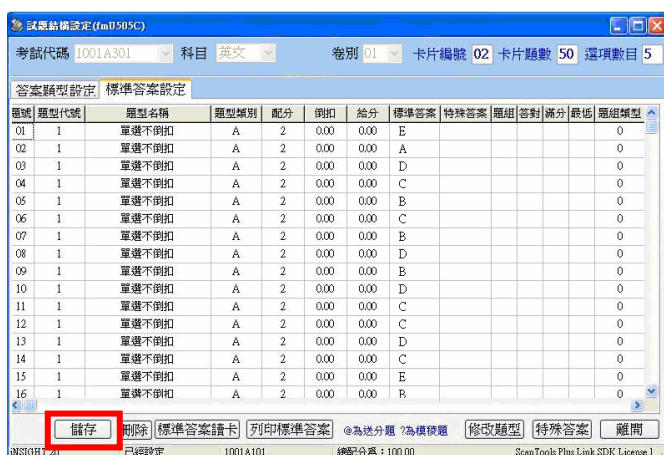 試題結構設定(fmU505C)
考試代碼 1001A301 科目 英文 卷別 01 卡片編號 02 卡片題數 50 選項數目 5
答案題型設定 標準答案設定
題號 題型代號 題型名稱 題型類別 配分 倒扣 給分 標準答案 特殊答案 題組 答對 滿分 最低 題組類型
01 1 單選不倒扣 A 2 0.00 0.00 E 0
02 1 單選不倒扣 A 2 0.00 0.00 A 0
03 1 單選不倒扣 A 2 0.00 0.00 D 0
04 1 單選不倒扣 A 2 0.00 0.00 C 0
05 1 單選不倒扣 A 2 0.00 0.00 B 0
06 1 單選不倒扣 A 2 0.00 0.00 C 0
07 1 單選不倒扣 A 2 0.00 0.00 B 0
08 1 單選不倒扣 A 2 0.00 0.00 D 0
09 1 單選不倒扣 A 2 0.00 0.00 B 0
10 1 單選不倒扣 A 2 0.00 0.00 D 0
11 1 單選不倒扣 A 2 0.00 0.00 C 0
12 1 單選不倒扣 A 2 0.00 0.00 C 0
13 1 單選不倒扣 A 2 0.00 0.00 D 0
14 1 單選不倒扣 A 2 0.00 0.00 C 0
15 1 單選不倒扣 A 2 0.00 0.00 E 0
16 1 單選不倒扣 A 2 0.00 0.00 B 0
儲存 刪除 標準答案讀卡 列印標準答案 @為送分題 ?為模稜題 修改題型 特殊答案 離開
iNSIGHT 20 已經設定 1001A101 總配分為：100.00 ScanTools Plus Link SDK License 1